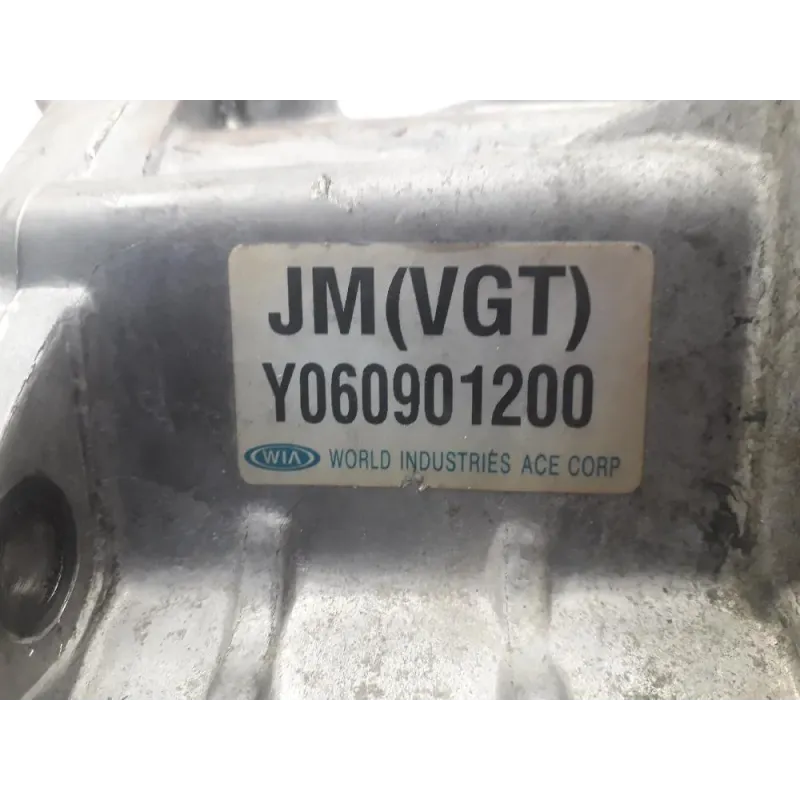 JM(VGT)
Y060901200
WIA WORLD INDUSTRIES ACE CORP